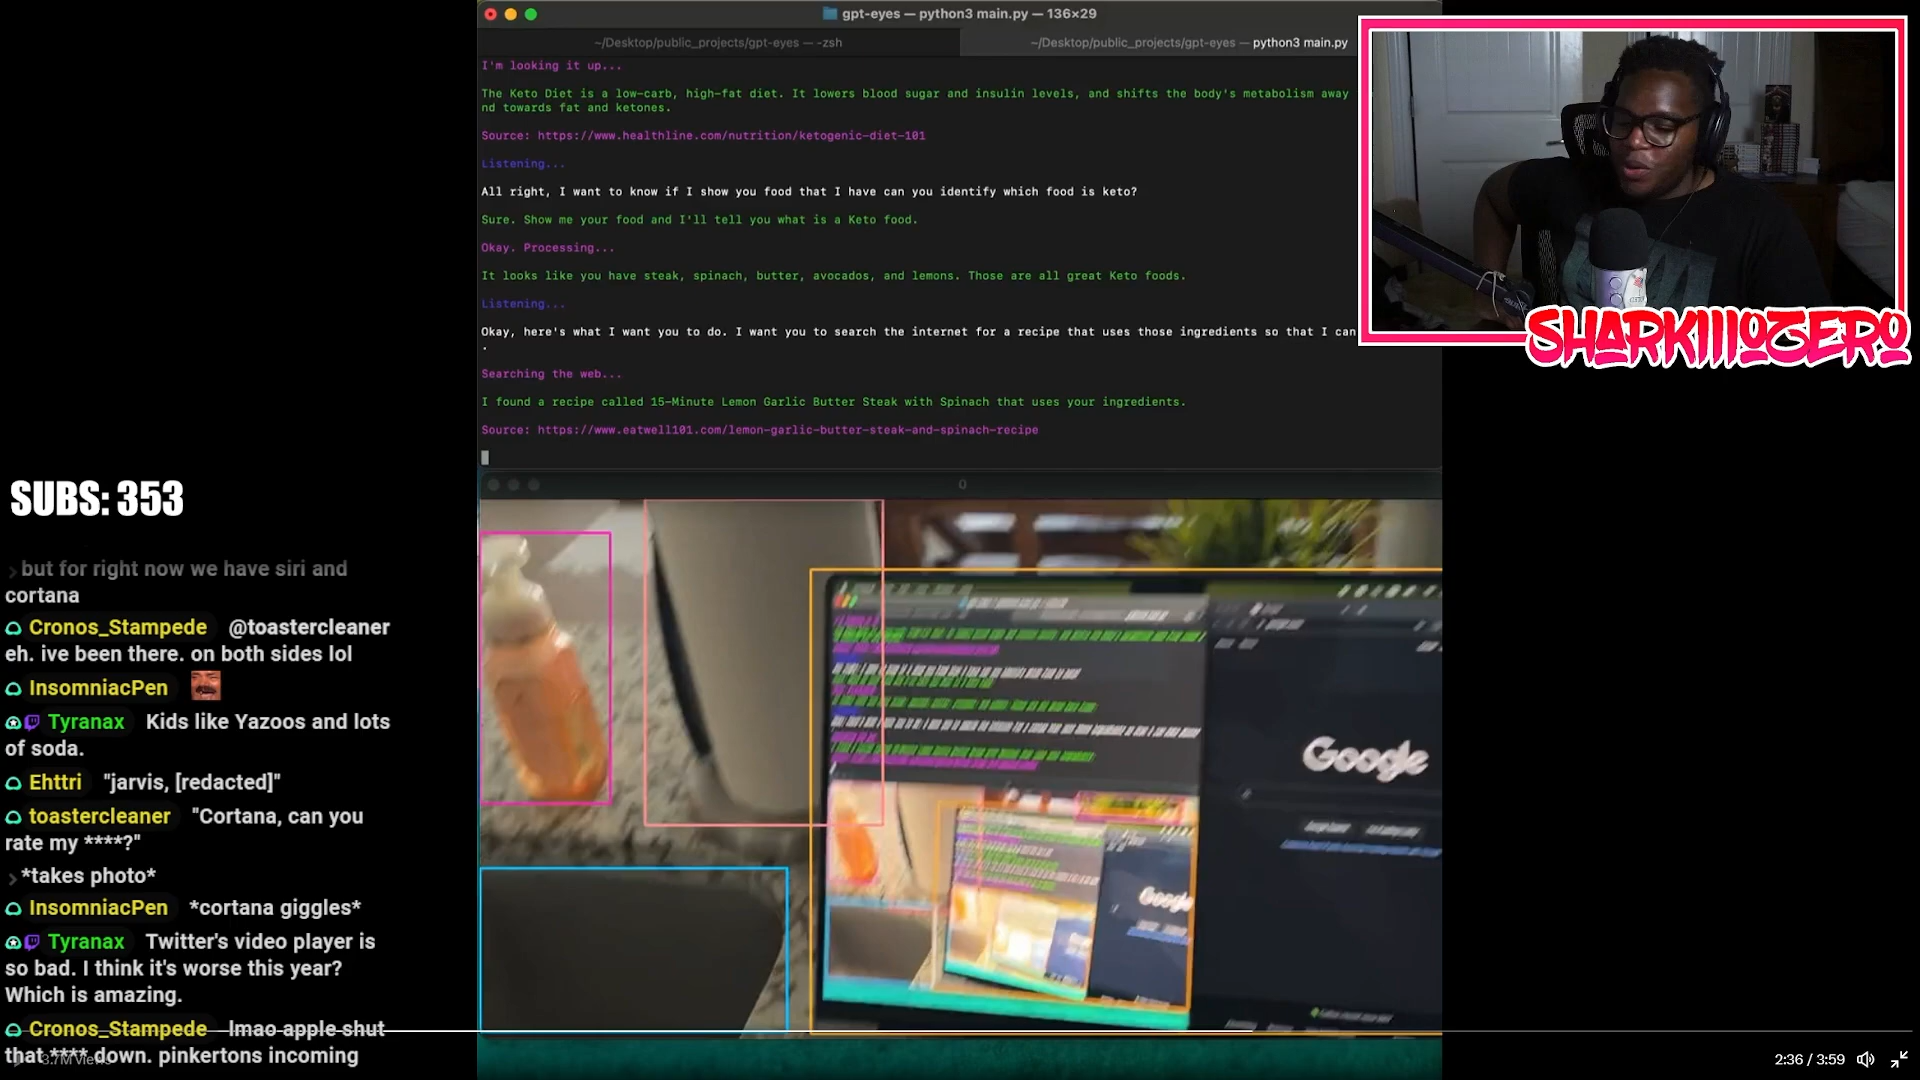 gpt-eyes — python3 main.py — 136×29
~/Desktop/public_projects/gpt-eyes — -zsh
~/Desktop/public_projects/gpt-eyes — python3 main.py
I'm looking it up...
The Keto Diet is a low-carb, high-fat diet. It lowers blood sugar and insulin levels, and shifts the body's metabolism away
nd towards fat and ketones.
Source: https://www.healthline.com/nutrition/ketogenic-diet-101
Listening...
All right, I want to know if I show you food that I have can you identify which food is keto?
Sure. Show me your food and I'll tell you what is a Keto food.
Okay. Processing...
It looks like you have steak, spinach, butter, avocados, and lemons. Those are all great Keto foods.
Listening...
Okay, here's what I want you to do. I want you to search the internet for a recipe that uses those ingredients so that I can
.
Searching the web...
I found a recipe called 15-Minute Lemon Garlic Butter Steak with Spinach that uses your ingredients.
Source: https://www.eatwell101.com/lemon-garlic-butter-steak-and-spinach-recipe
0
Google
Google
SHARKIIIOZERO
SUBS: 353
but for right now we have siri and
cortana
Cronos_Stampede @toastercleaner
eh. ive been there. on both sides lol
InsomniacPen
Tyranax Kids like Yazoos and lots
of soda.
Ehttri "jarvis, [redacted]"
toastercleaner "Cortana, can you
rate my ****?"
*takes photo*
InsomniacPen *cortana giggles*
Tyranax Twitter's video player is
so bad. I think it's worse this year?
Which is amazing.
Cronos_Stampede lmao apple shut
that **** down. pinkertons incoming
3.7M views
2:36 / 3:59